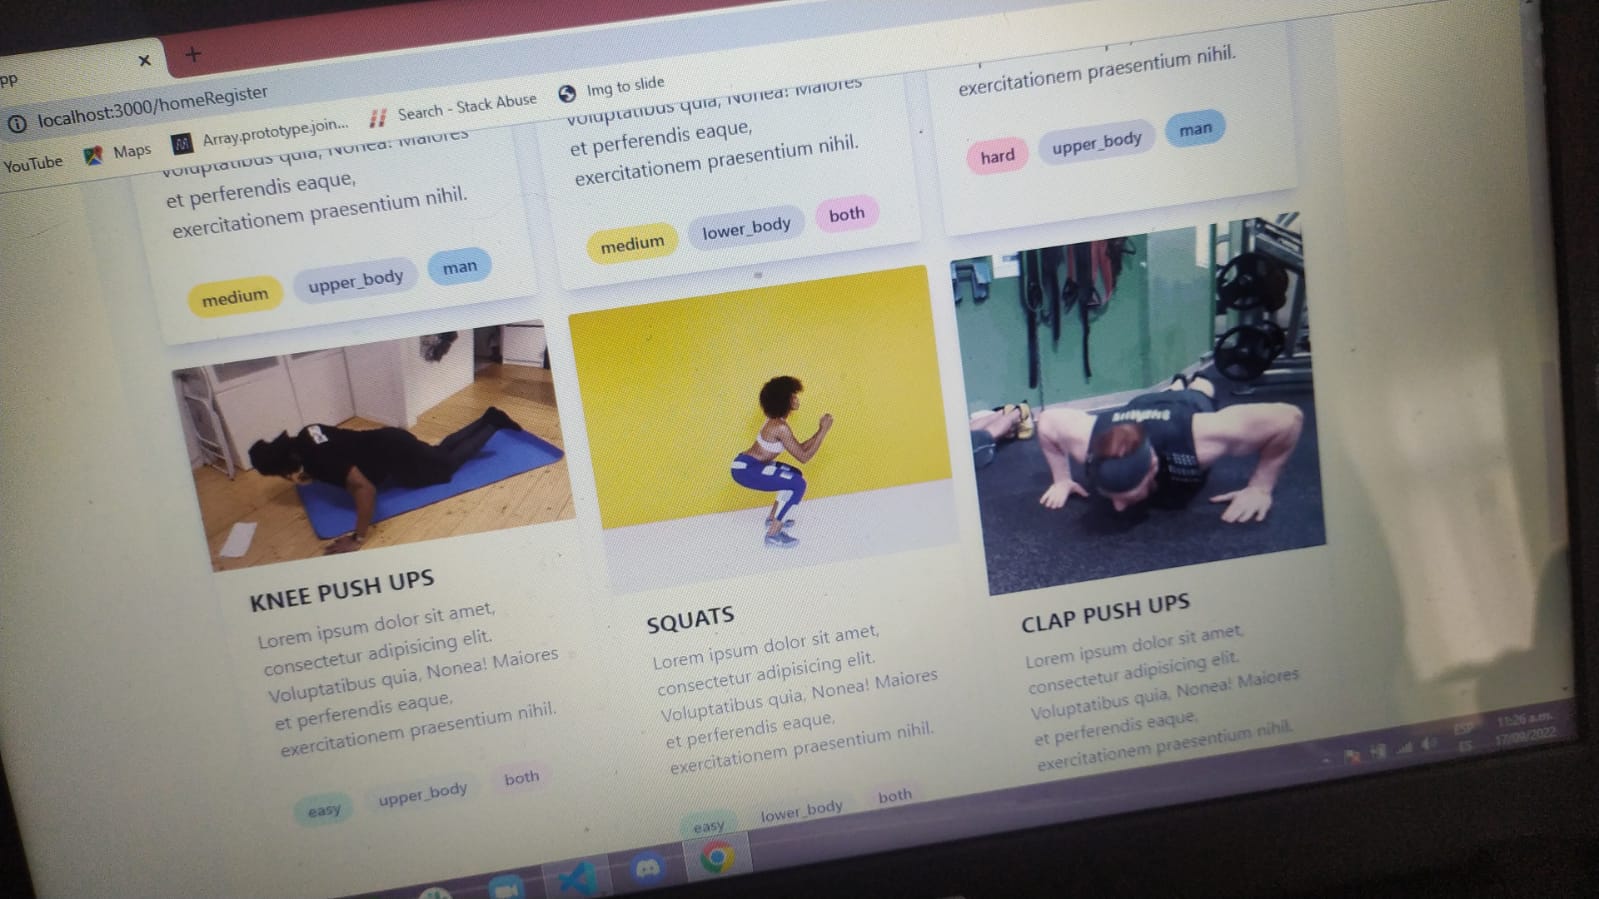 pp
localhost:3000/homeRegister
YouTube
Maps
Array.prototype.join...
Search - Stack Abuse
Img to slide
voluptatibus quia, Nonea! Maiores
et perferendis eaque,
exercitationem praesentium nihil.
medium
upper_body
man
voluptatibus quia, Nonea! Maiores
et perferendis eaque,
exercitationem praesentium nihil.
medium
lower_body
both
exercitationem praesentium nihil.
hard
upper_body
man
KNEE PUSH UPS
Lorem ipsum dolor sit amet,
consectetur adipisicing elit.
Voluptatibus quia, Nonea! Maiores
et perferendis eaque,
exercitationem praesentium nihil.
easy
upper_body
both
SQUATS
Lorem ipsum dolor sit amet,
consectetur adipisicing elit.
Voluptatibus quia, Nonea! Maiores
et perferendis eaque,
exercitationem praesentium nihil.
easy
lower_body
both
CLAP PUSH UPS
Lorem ipsum dolor sit amet,
consectetur adipisicing elit.
Voluptatibus quia, Nonea! Maiores
et perferendis eaque,
exercitationem praesentium nihil.
ESP
ES
11:26 a.m.
17/09/2022